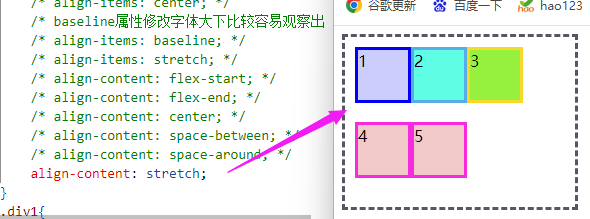 /* align-items: center; */
/* baseline属性修改字体大下比较容易观察出
/* align-items: baseline; */
/* align-items: stretch; */
/* align-content: flex-start; */
/* align-content: flex-end; */
/* align-content: center; */
/* align-content: space-between; */
/* align-content: space-around; */
align-content: stretch;
}
.div1{
谷歌更新 百度一下 hao123
1 2 3
4 5